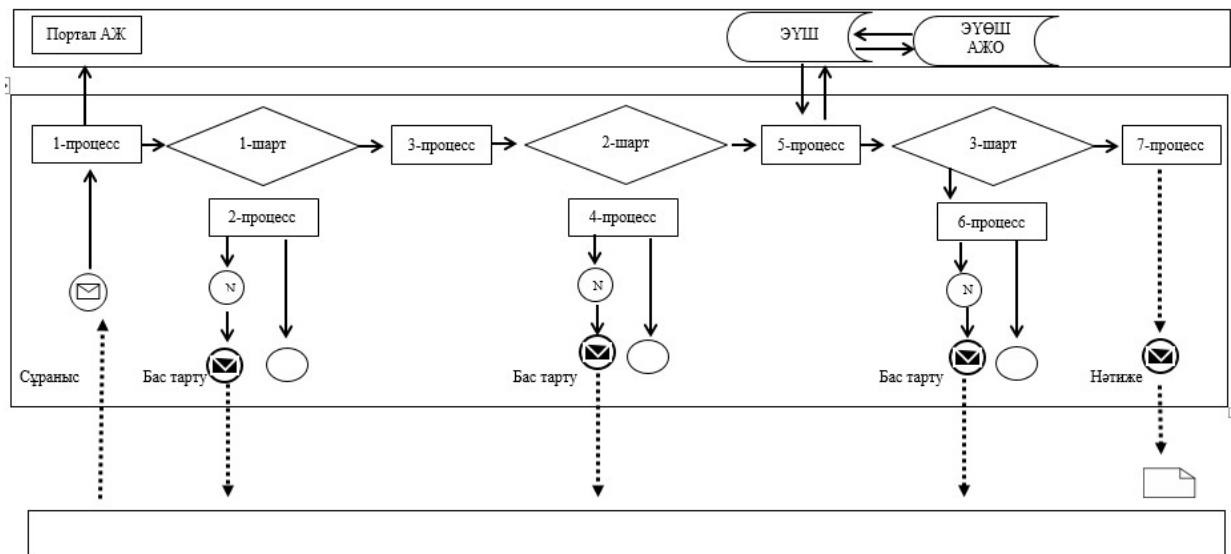 Портал АЖ
ЭҮШ
ЭҮӨШ
АЖО
1-процесс
1-шарт
3-процесс
2-шарт
5-процесс
3-шарт
7-процесс
2-процесс
4-процесс
6-процесс
N
N
N
Сұраныс
Бас тарту
Бас тарту
Бас тарту
Нәтиже